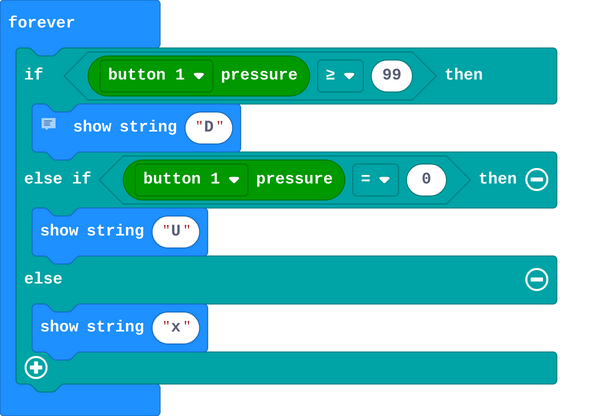 forever
if button 1 pressure ≥ 99 then
show string "D"
else if button 1 pressure = 0 then
show string "U"
else
show string "x"